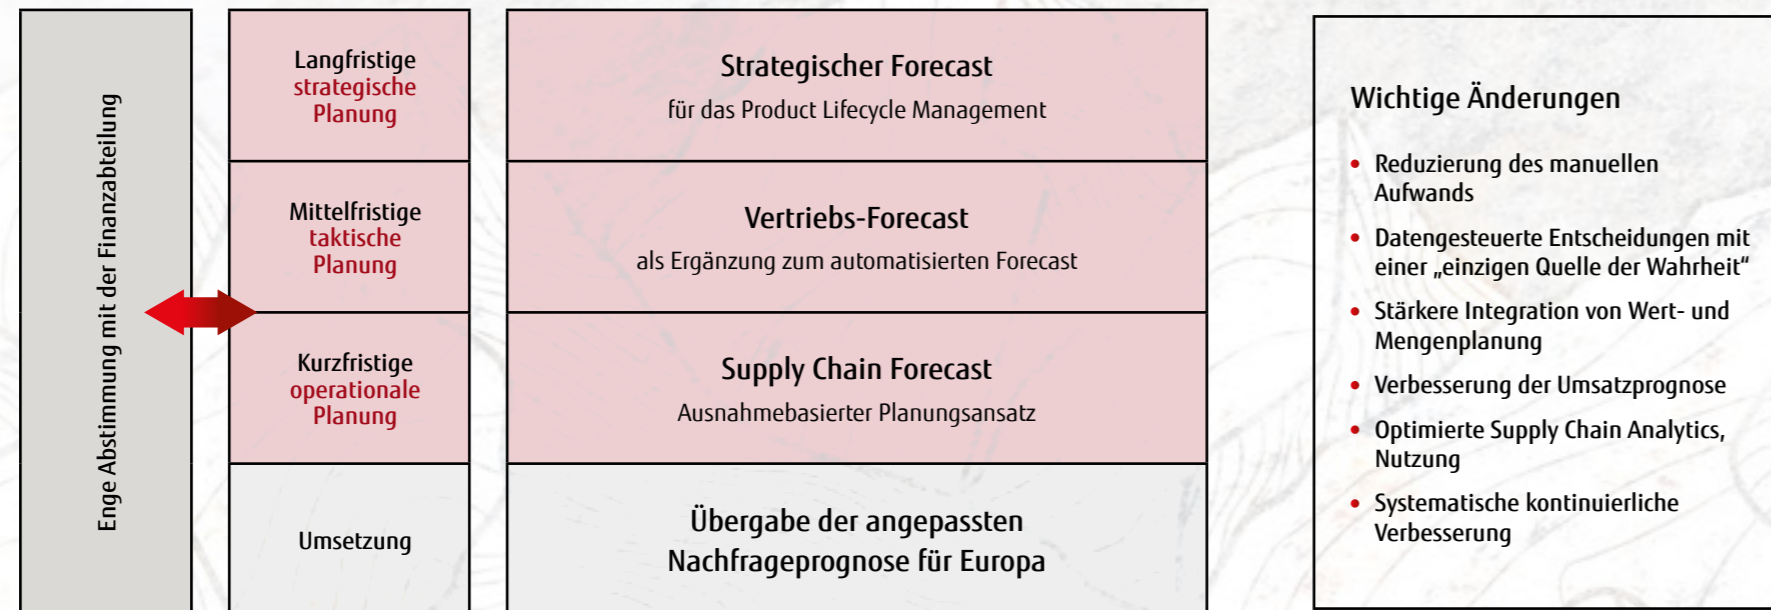 Enge Abstimmung mit der Finanzabteilung
Langfristige
strategische
Planung
Strategischer Forecast
für das Product Lifecycle Management
Mittelfristige
taktische
Planung
Vertriebs-Forecast
als Ergänzung zum automatisierten Forecast
Kurzfristige
operationale
Planung
Supply Chain Forecast
Ausnahmebasierter Planungsansatz
Umsetzung
Übergabe der angepassten
Nachfrageprognose für Europa
Wichtige Änderungen
• Reduzierung des manuellen
Aufwands
• Datengesteuerte Entscheidungen mit
einer „einzigen Quelle der Wahrheit“
• Stärkere Integration von Wert- und
Mengenplanung
• Verbesserung der Umsatzprognose
• Optimierte Supply Chain Analytics,
Nutzung
• Systematische kontinuierliche
Verbesserung